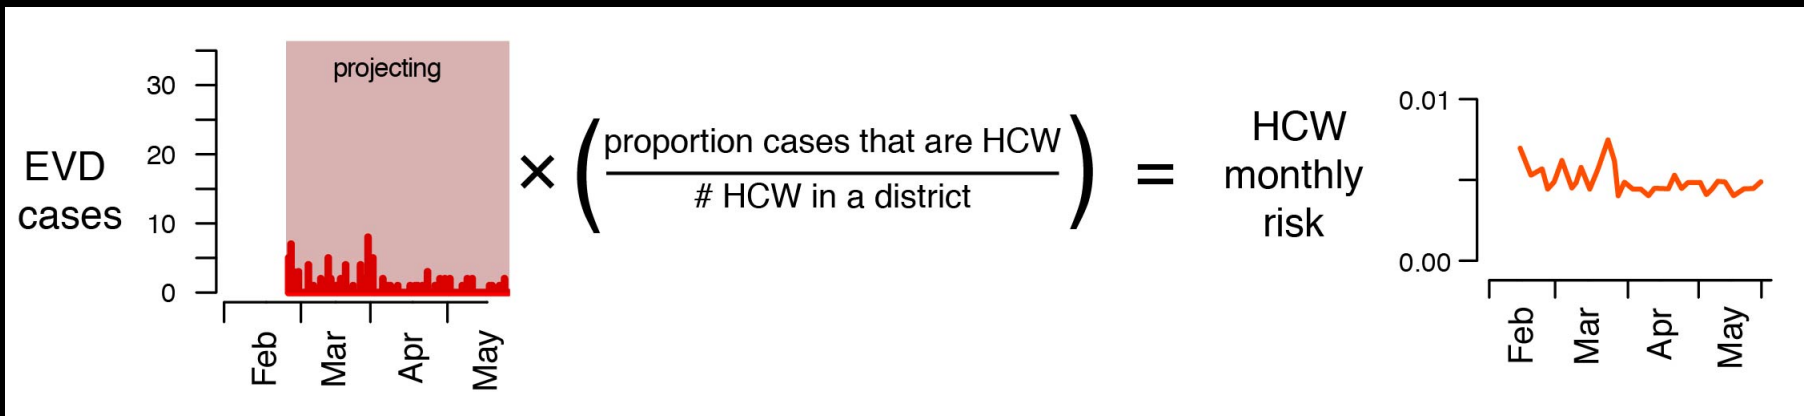 EVD
cases
30
20
10
0
projecting
Feb
Mar
Apr
May
×
(
proportion cases that are HCW
# HCW in a district
)
=
HCW
monthly
risk
0.01
0.00
Feb
Mar
Apr
May